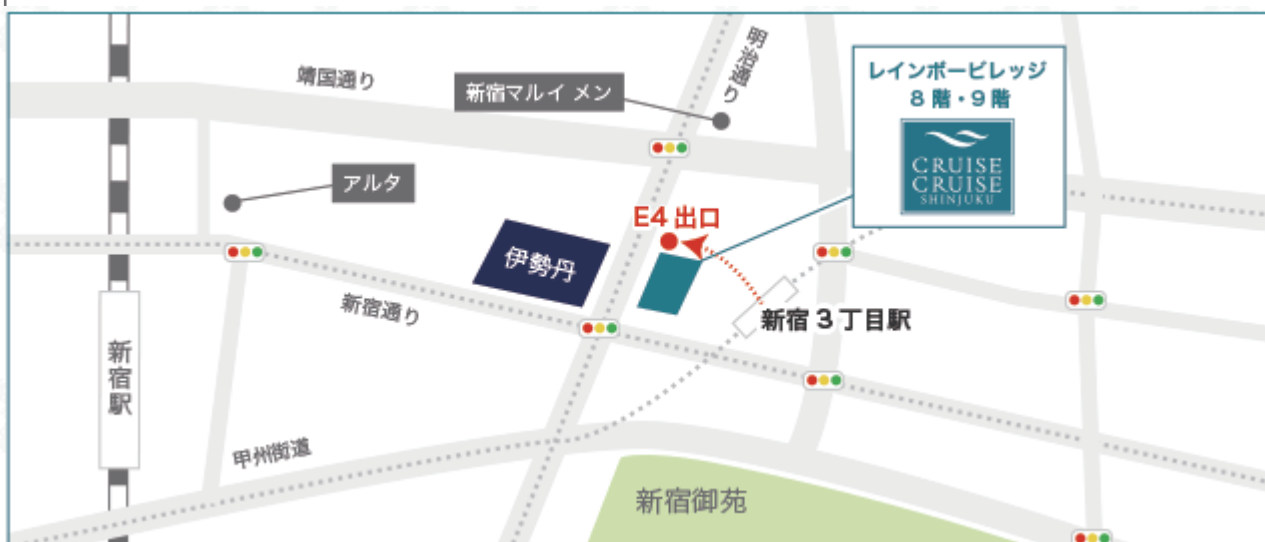 靖国通り
新宿マルイ メン
明治通り
レインボービレッジ
8 階・9 階
CRUISE
CRUISE
SHINJUKU
アルタ
E4 出口
伊勢丹
新宿通り
新宿 3 丁目駅
新宿駅
甲州街道
新宿御苑